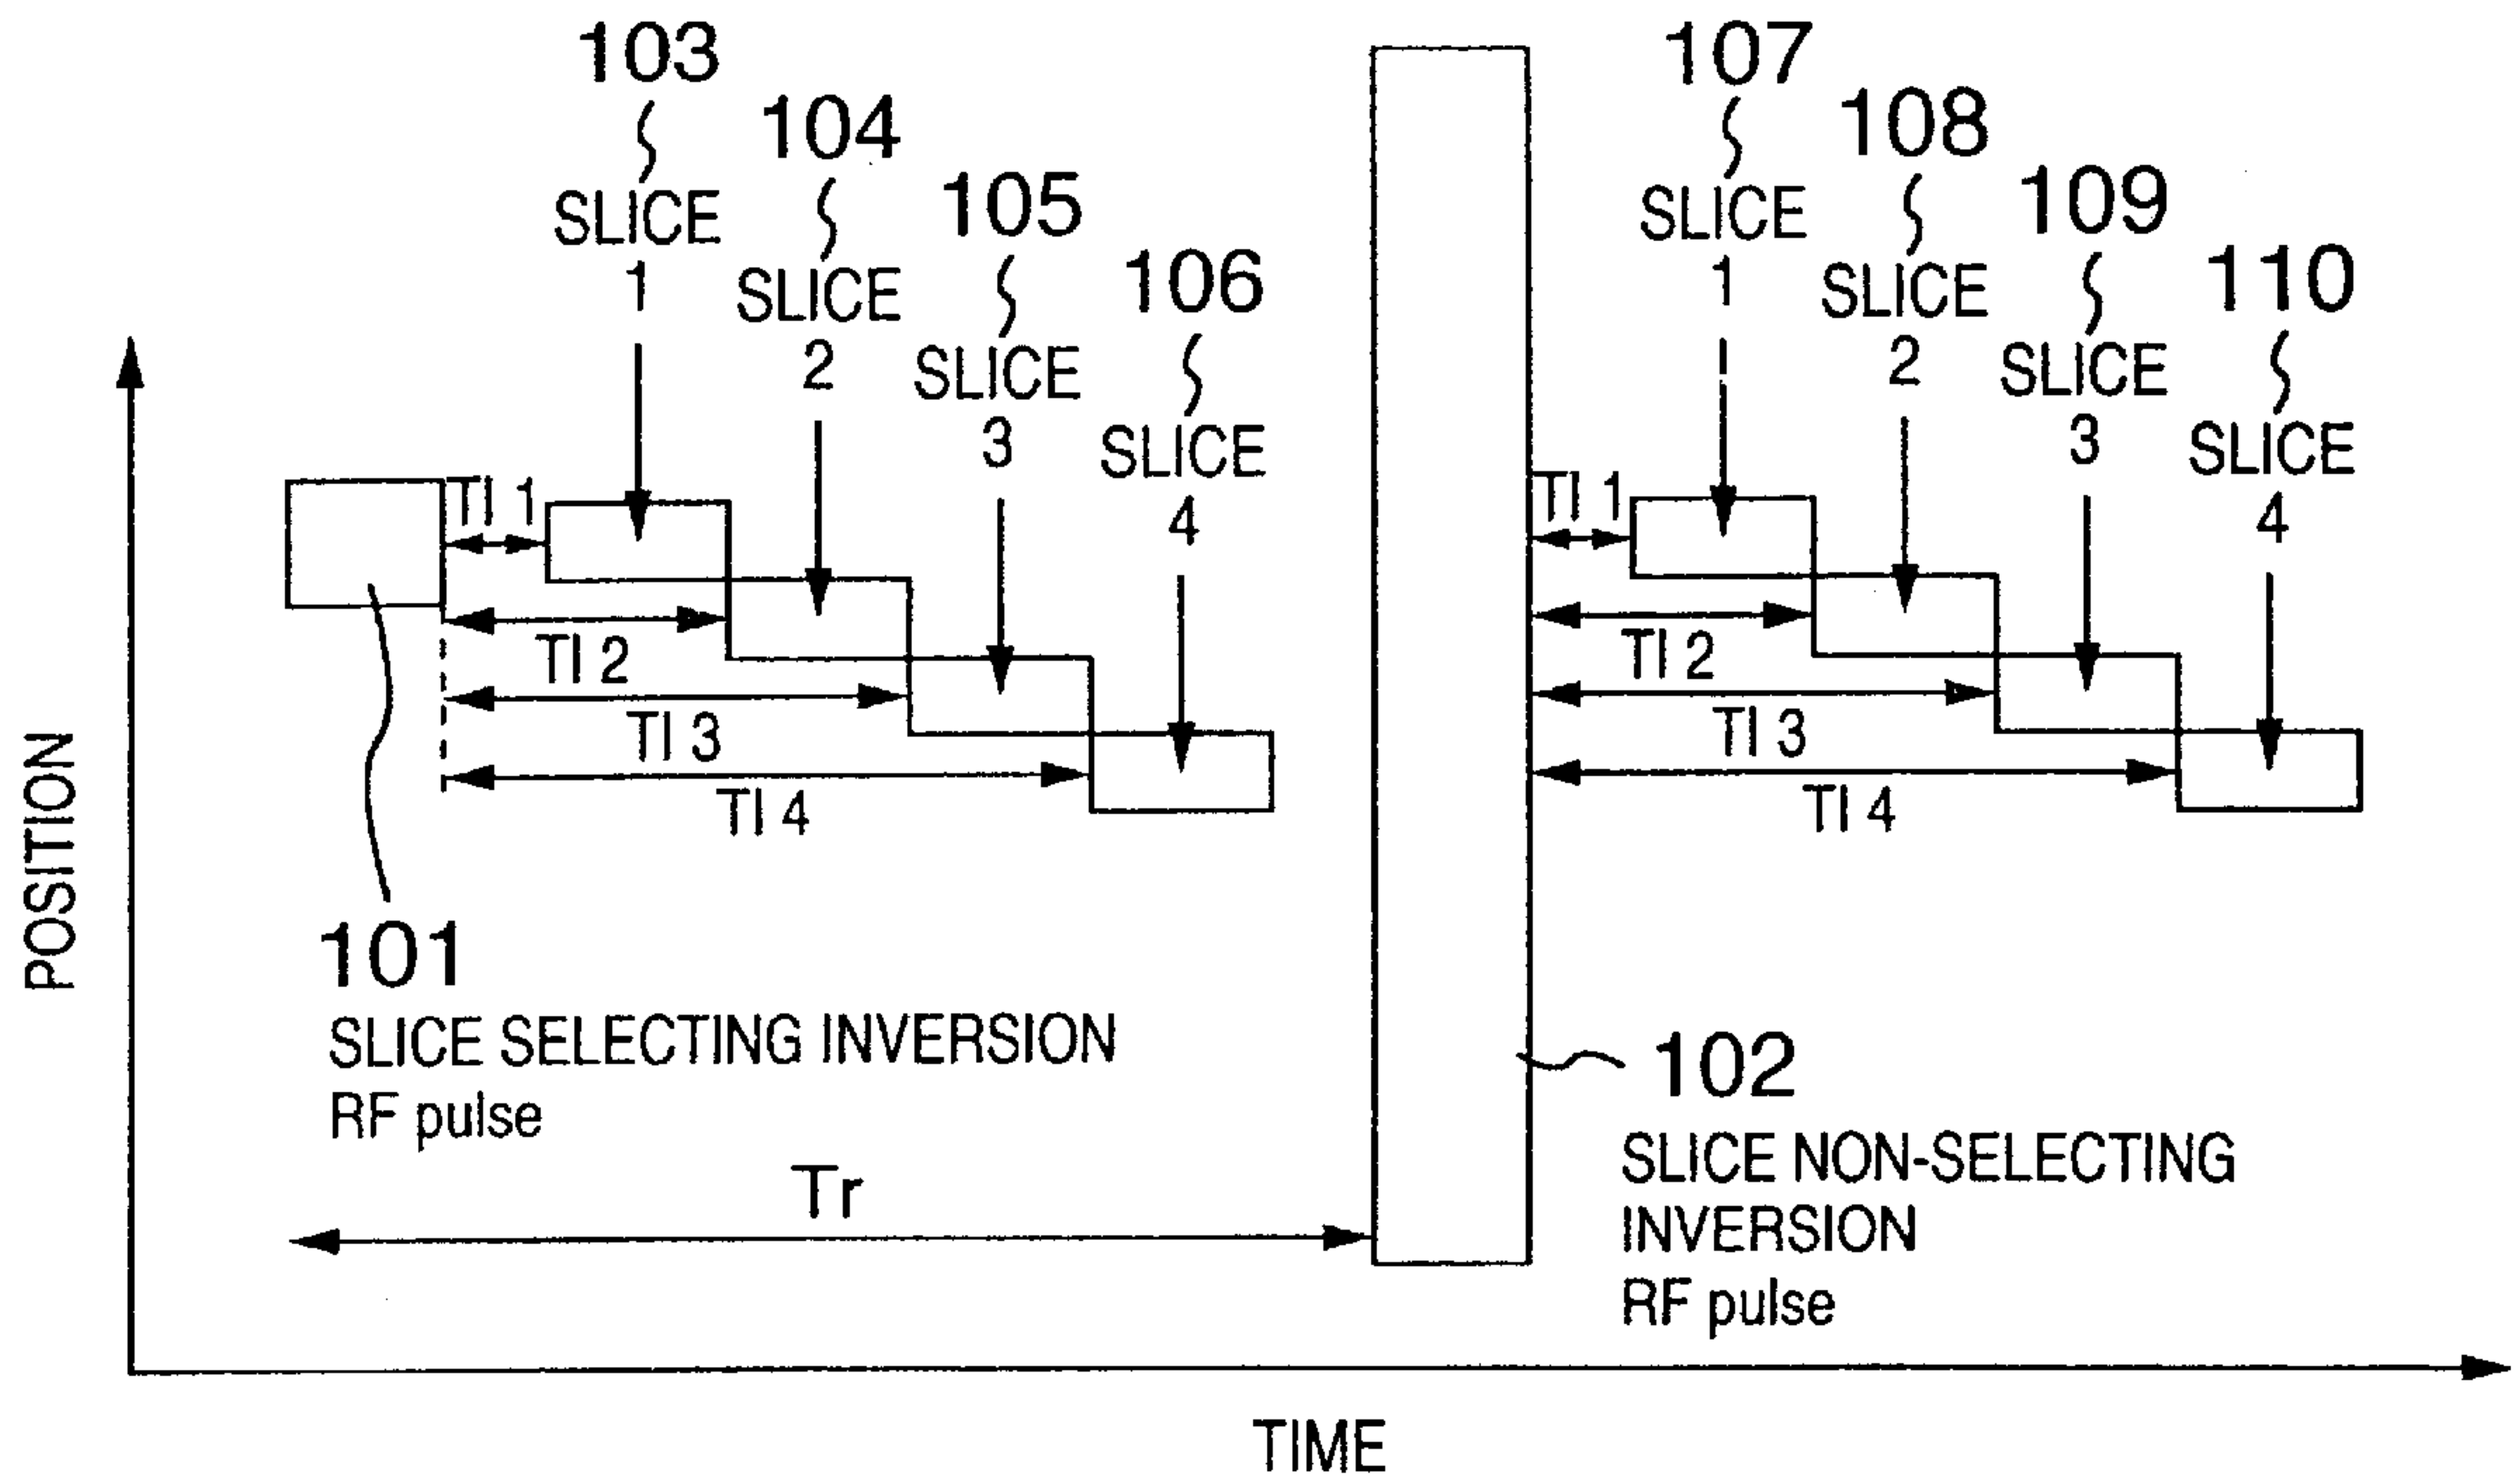 103
SLICE
1
104
SLICE
2
105
SLICE
3
106
SLICE
4
107
SLICE
1
108
SLICE
2
109
SLICE
3
110
SLICE
4
TI 1
TI 2
TI 3
TI 4
TI 1
TI 2
TI 3
TI 4
POSITION
101
SLICE SELECTING INVERSION
RF pulse
Tr
102
SLICE NON-SELECTING
INVERSION
RF pulse
TIME